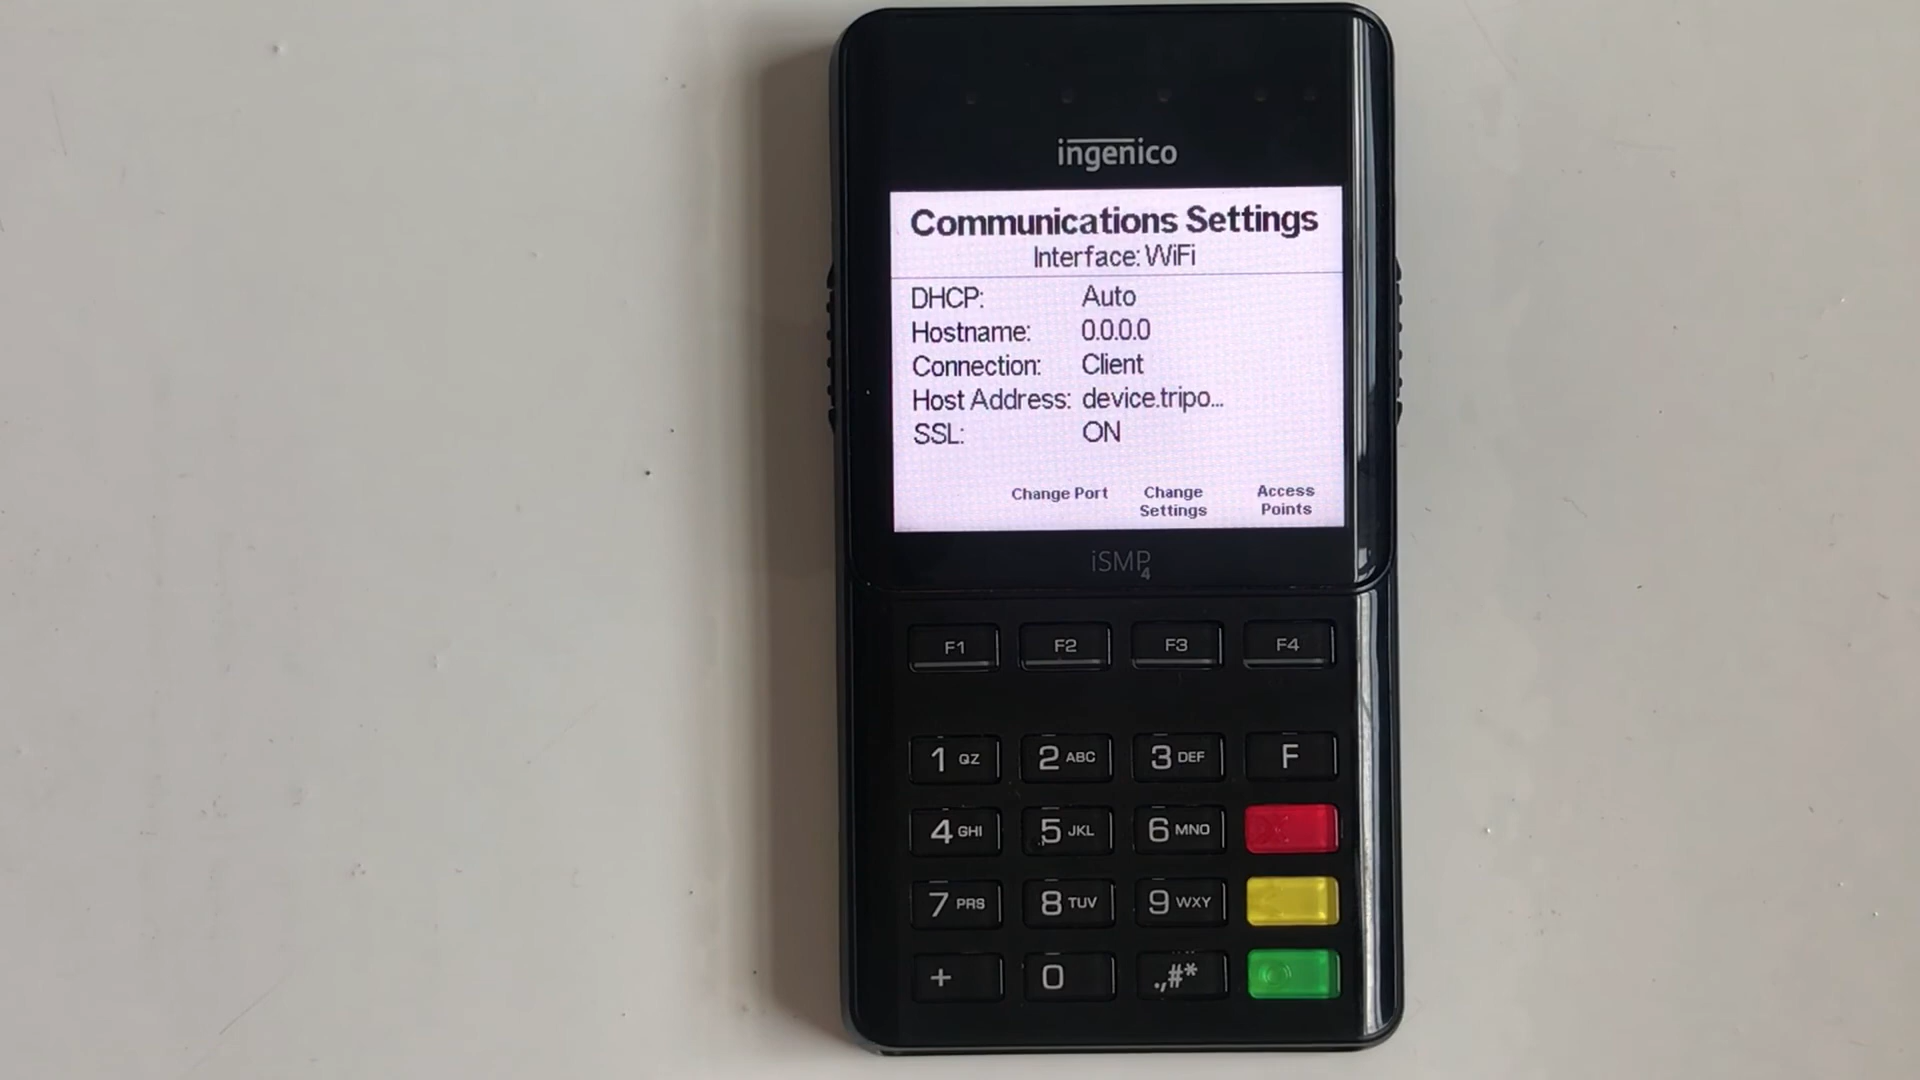 ingenico
Communications Settings
Interface: WiFi
DHCP: Auto
Hostname: 0.0.0.0
Connection: Client
Host Address: device.tripo...
SSL: ON
Change Port Change Settings Access Points
iSMP4
F1 F2 F3 F4
1 QZ 2 ABC 3 DEF F
4 GHI 5 JKL 6 MNO
7 PRS 8 TUV 9 WXY
+ 0 .,#*